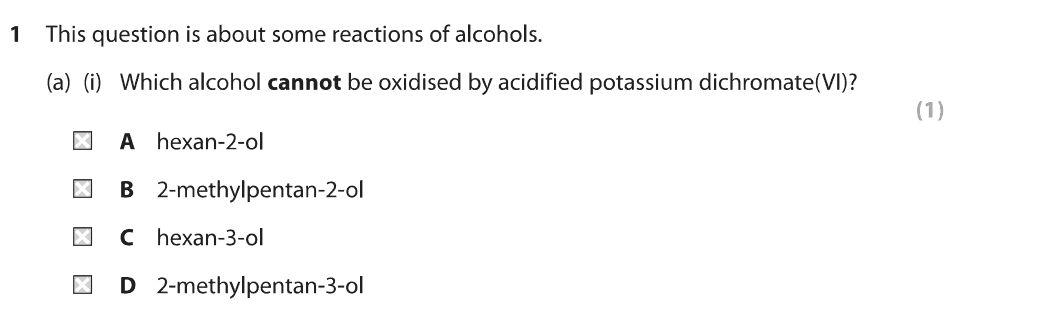 1 This question is about some reactions of alcohols.
(a) (i) Which alcohol cannot be oxidised by acidified potassium dichromate(VI)?
(1)
A hexan-2-ol
B 2-methylpentan-2-ol
C hexan-3-ol
D 2-methylpentan-3-ol